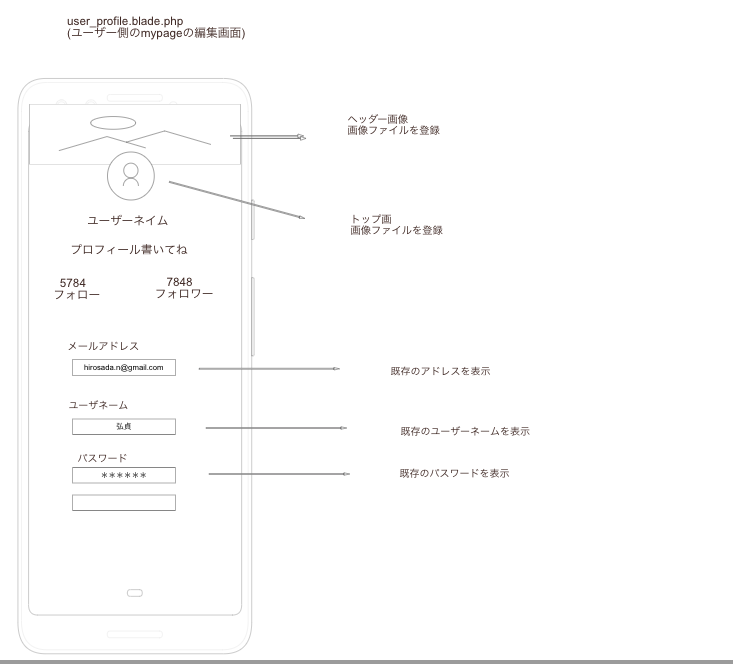 user_profile.blade.php
(ユーザー側のmypageの編集画面)
ヘッダー画像
画像ファイルを登録
トップ画
画像ファイルを登録
ユーザーネイム
プロフィール書いてね
5784
フォロー
7848
フォロワー
メールアドレス
hirosada.n@gmail.com
既存のアドレスを表示
ユーザネーム
弘貞
既存のユーザーネームを表示
パスワード
******
既存のパスワードを表示